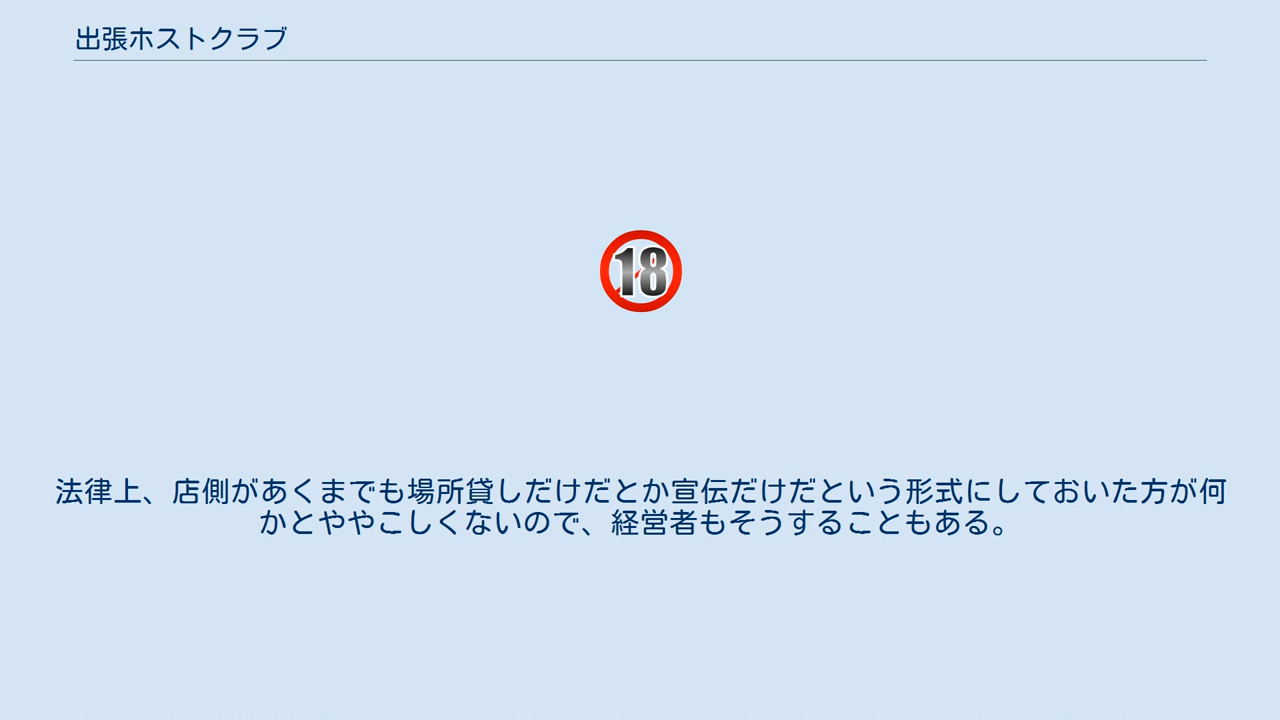 出張ホストクラブ
18
法律上、店側があくまでも場所貸しだけだとか宣伝だけだという形式にしておいた方が何
かとややこしくないので、経営者もそうすることもある。